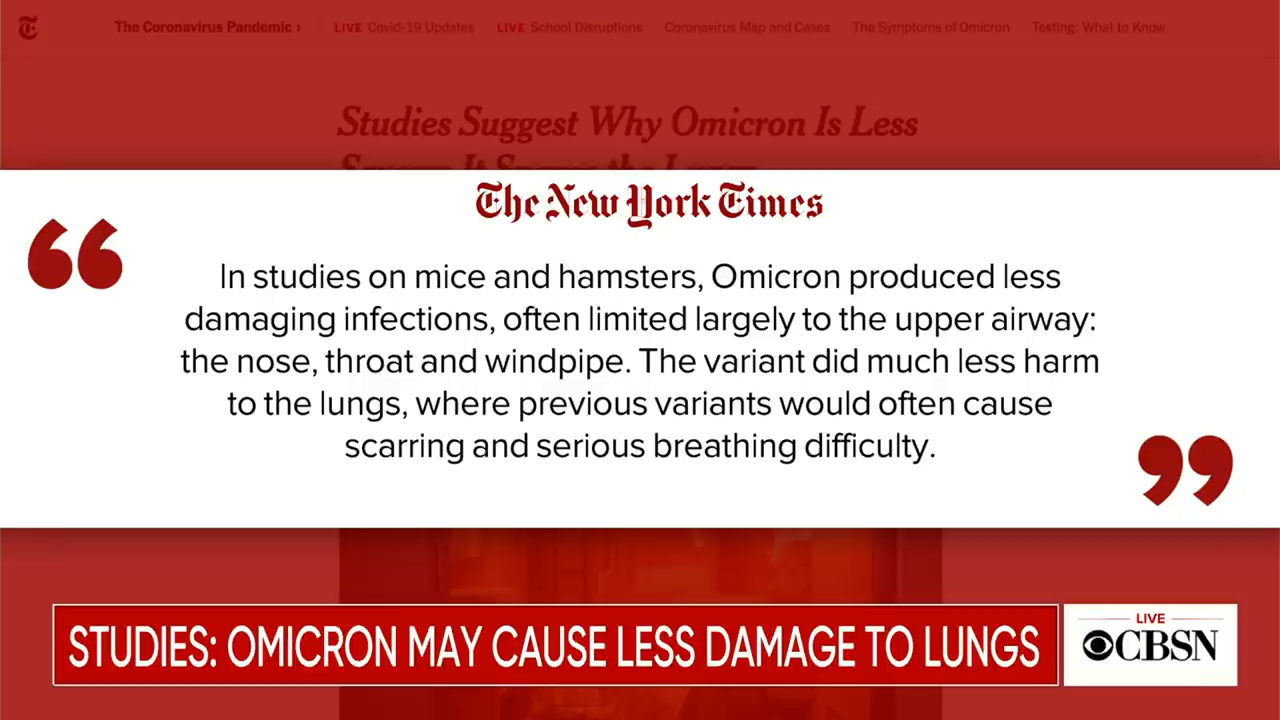 The Coronavirus Pandemic › LIVE Covid-19 Updates LIVE School Disruptions Coronavirus Map and Cases The Symptoms of Omicron Testing: What to Know
Studies Suggest Why Omicron Is Less
The New York Times
“
In studies on mice and hamsters, Omicron produced less
damaging infections, often limited largely to the upper airway:
the nose, throat and windpipe. The variant did much less harm
to the lungs, where previous variants would often cause
scarring and serious breathing difficulty.
”
STUDIES: OMICRON MAY CAUSE LESS DAMAGE TO LUNGS
LIVE
CBSN